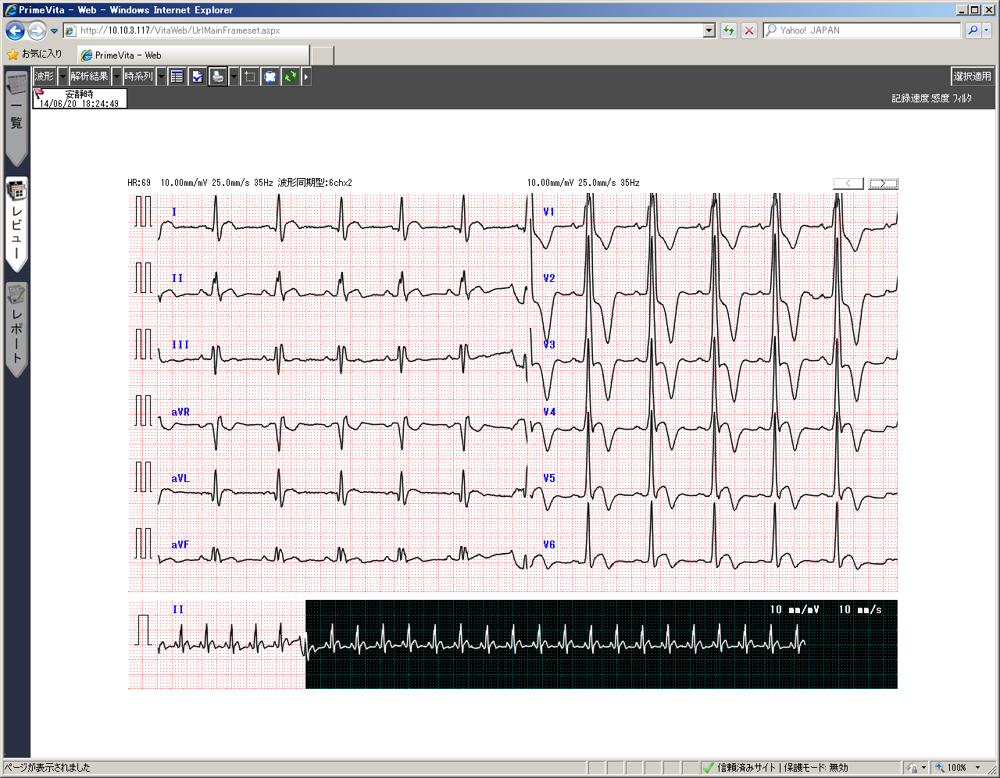 PrimeVita - Web - Windows Internet Explorer
http://10.10.3.117/VitaWeb/UrlMainFrameset.aspx
Yahoo! JAPAN
お気に入り
PrimeVita - Web
波形
解析結果
時系列
選択適用
安静時
14/06/20 18:24:49
記録速度 感度 フィルタ
一覧
レビュー
レポート
HR:69 10.00mm/mV 25.0mm/s 35Hz 波形同期型:6chx2
10.00mm/mV 25.0mm/s 35Hz
< >
I
V1
II
V2
III
V3
aVR
V4
aVL
V5
aVF
V6
II
10 mm/mV 10 mm/s
ページが表示されました
信頼済みサイト | 保護モード: 無効
100%